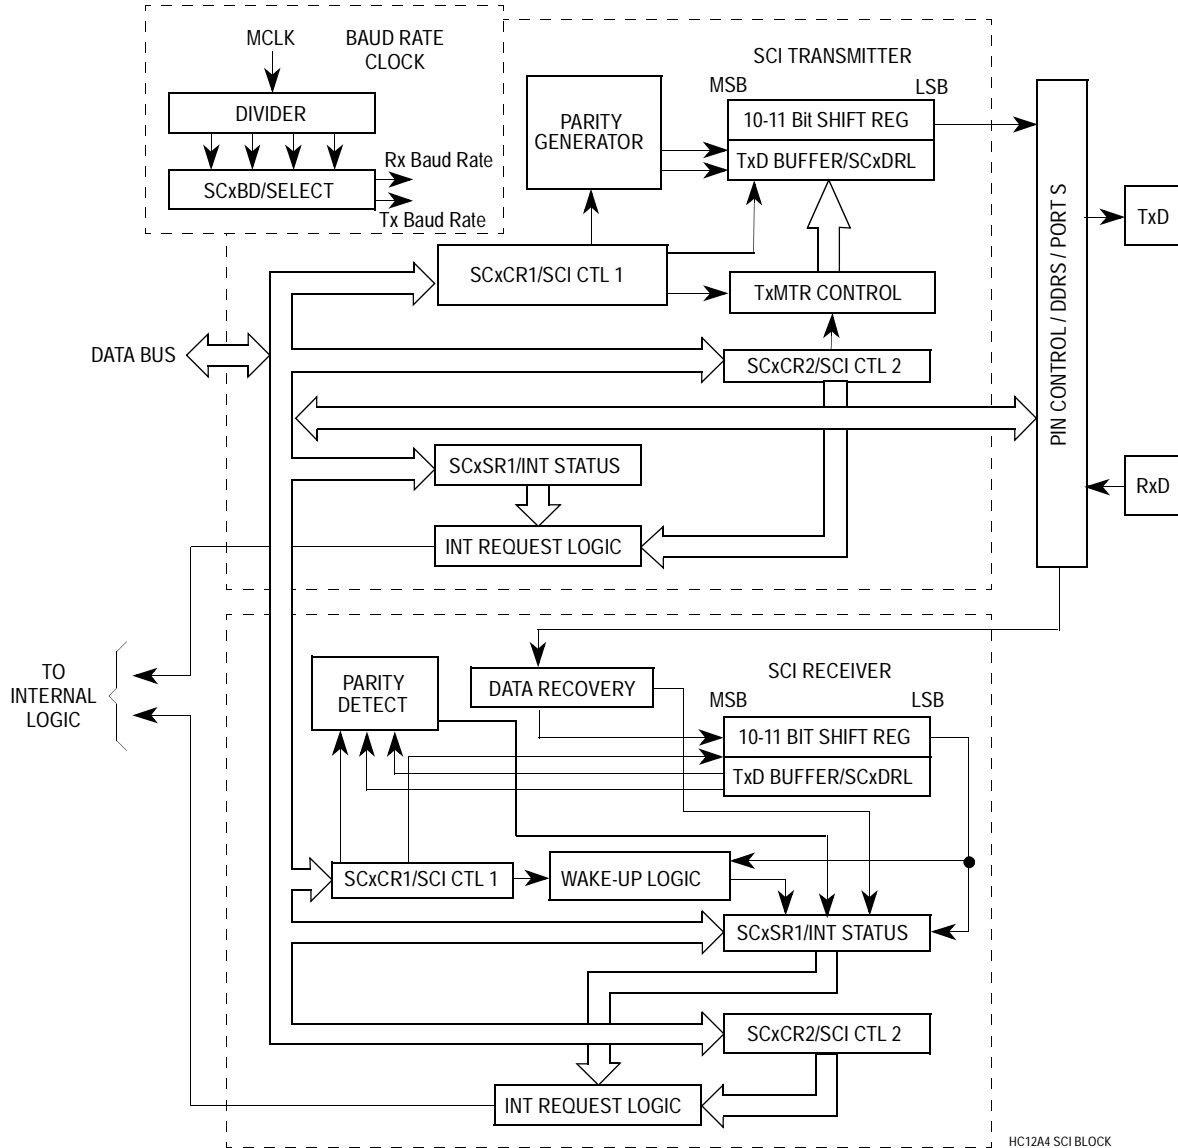 MCLK
BAUD RATE
CLOCK
DIVIDER
Rx Baud Rate
SCxBD/SELECT
Tx Baud Rate
SCI TRANSMITTER
MSB
LSB
PARITY
GENERATOR
10-11 Bit SHIFT REG
TxD BUFFER/SCxDRL
SCxCR1/SCI CTL 1
TxMTR CONTROL
DATA BUS
SCxCR2/SCI CTL 2
PIN CONTROL / DDRS / PORT S
TxD
RxD
SCxSR1/INT STATUS
INT REQUEST LOGIC
TO
INTERNAL
LOGIC
SCI RECEIVER
PARITY
DETECT
DATA RECOVERY
MSB
LSB
10-11 BIT SHIFT REG
TxD BUFFER/SCxDRL
SCxCR1/SCI CTL 1
WAKE-UP LOGIC
SCxSR1/INT STATUS
SCxCR2/SCI CTL 2
INT REQUEST LOGIC
HC12A4 SCI BLOCK